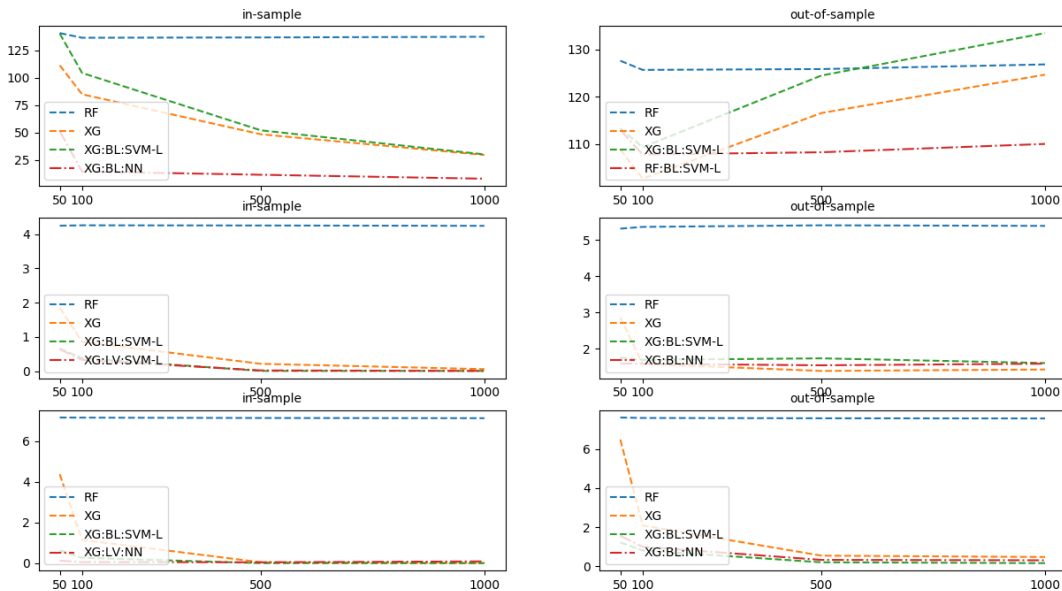 in-sample
125
100
75
50
25
RF
XG
XG:BL:SVM-L
XG:BL:NN
50 100 500 1000
out-of-sample
130
120
110
RF
XG
XG:BL:SVM-L
RF:BL:SVM-L
50 100 500 1000
in-sample
4
3
2
1
0
RF
XG
XG:BL:SVM-L
XG:LV:SVM-L
50 100 500 1000
out-of-sample
5
4
3
2
RF
XG
XG:BL:SVM-L
XG:BL:NN
50 100 500 1000
in-sample
6
4
2
0
RF
XG
XG:BL:SVM-L
XG:LV:NN
50 100 500 1000
out-of-sample
6
4
2
0
RF
XG
XG:BL:SVM-L
XG:BL:NN
50 100 500 1000